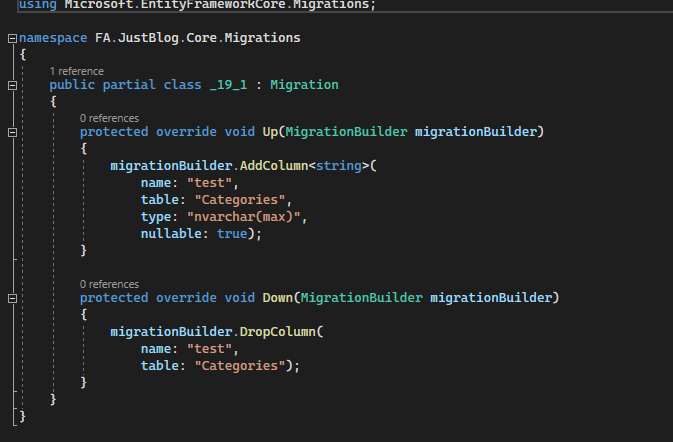 using Microsoft.EntityFrameworkCore.Migrations;
namespace FA.JustBlog.Core.Migrations
{
1 reference
public partial class _19_1 : Migration
{
0 references
protected override void Up(MigrationBuilder migrationBuilder)
{
migrationBuilder.AddColumn<string>(
name: "test",
table: "Categories",
type: "nvarchar(max)",
nullable: true);
}
0 references
protected override void Down(MigrationBuilder migrationBuilder)
{
migrationBuilder.DropColumn(
name: "test",
table: "Categories");
}
}
}